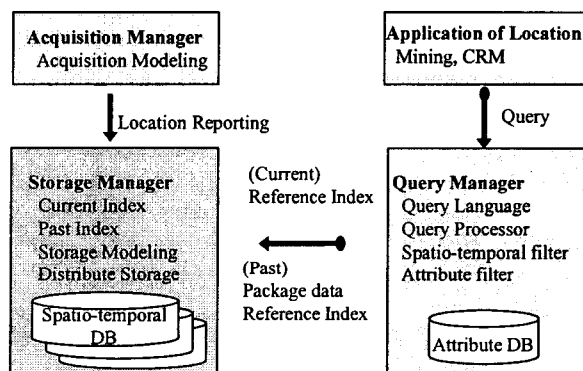 Acquisition Manager
Acquisition Modeling
Application of Location
Mining, CRM
Location Reporting
Query
Storage Manager
Current Index
Past Index
Storage Modeling
Distribute Storage
Spatio-temporal
DB
(Current)
Reference Index
(Past)
Package data
Reference Index
Query Manager
Query Language
Query Processor
Spatio-temporal filter
Attribute filter
Attribute DB